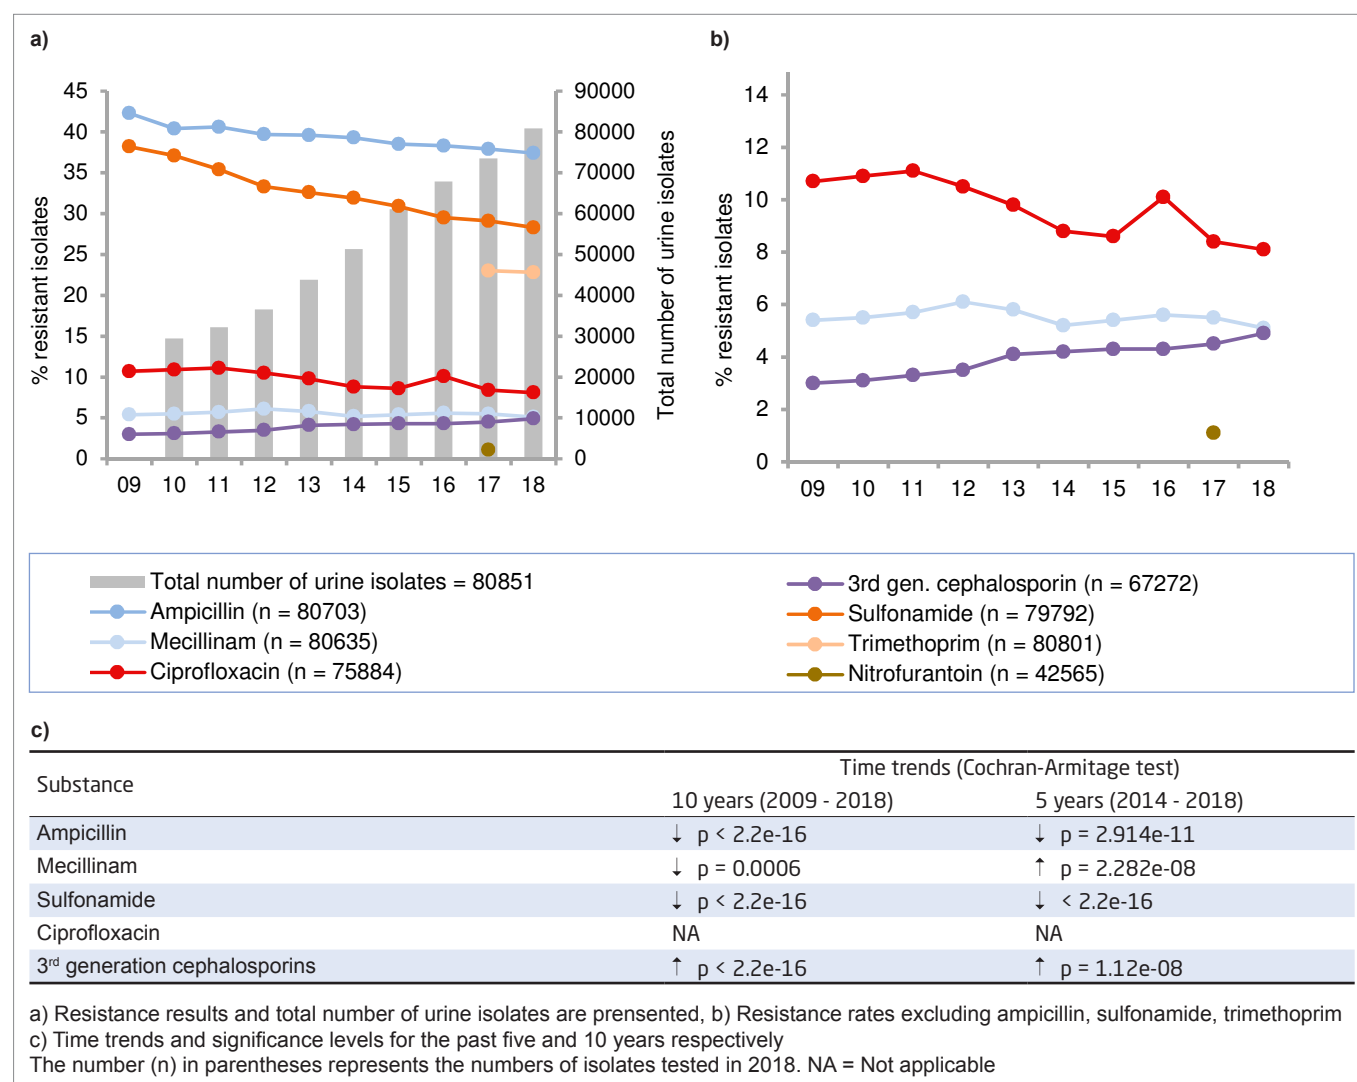 a)
b)
% resistant isolates
45
40
35
30
25
20
15
10
5
0
90000
80000
70000
60000
50000
40000
30000
20000
10000
0
Total number of urine isolates
09 10 11 12 13 14 15 16 17 18
% resistant isolates
14
12
10
8
6
4
2
0
09 10 11 12 13 14 15 16 17 18
Total number of urine isolates = 80851
Ampicillin (n = 80703)
Mecillinam (n = 80635)
Ciprofloxacin (n = 75884)
3rd gen. cephalosporin (n = 67272)
Sulfonamide (n = 79792)
Trimethoprim (n = 80801)
Nitrofurantoin (n = 42565)
c)
Substance
Time trends (Cochran-Armitage test)
10 years (2009 - 2018) 5 years (2014 - 2018)
Ampicillin ↓ p < 2.2e-16 ↓ p = 2.914e-11
Mecillinam ↓ p = 0.0006 ↑ p = 2.282e-08
Sulfonamide ↓ p < 2.2e-16 ↓ < 2.2e-16
Ciprofloxacin NA NA
3rd generation cephalosporins ↑ p < 2.2e-16 ↑ p = 1.12e-08
a) Resistance results and total number of urine isolates are prensented, b) Resistance rates excluding ampicillin, sulfonamide, trimethoprim
c) Time trends and significance levels for the past five and 10 years respectively
The number (n) in parentheses represents the numbers of isolates tested in 2018. NA = Not applicable